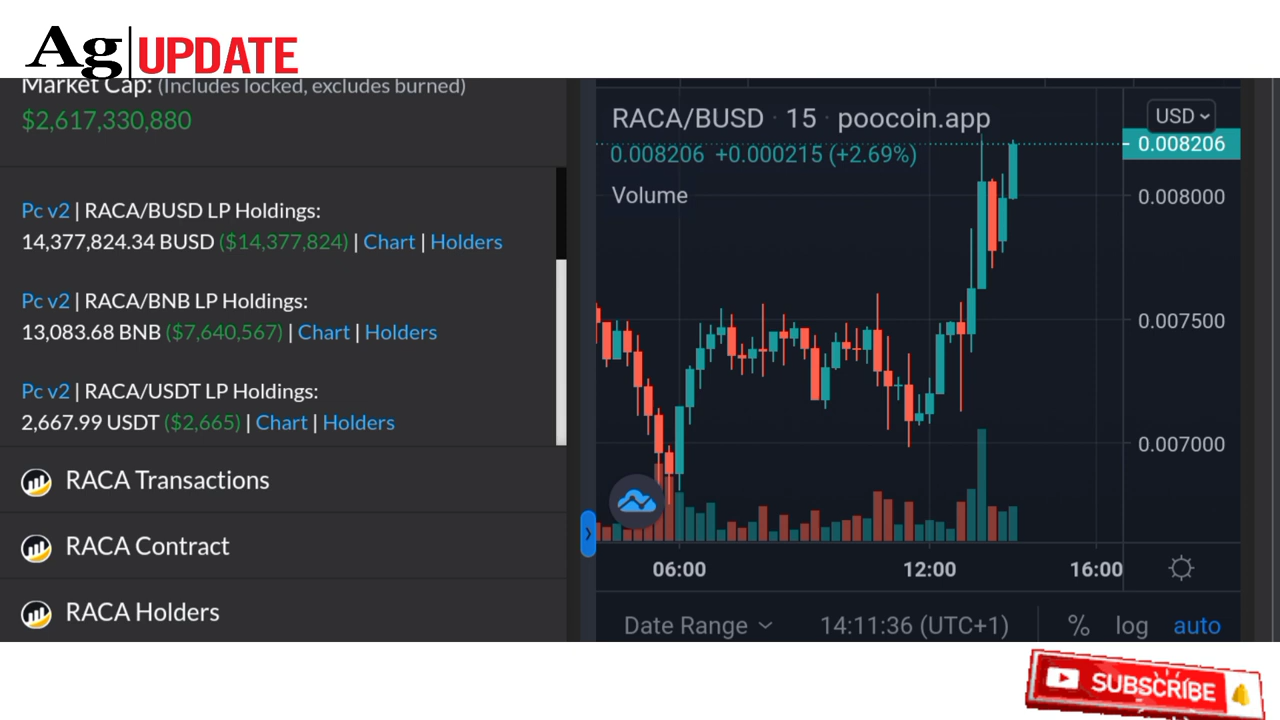 Ag UPDATE
Market Cap: (Includes locked, excludes burned)
$2,617,330,880
Pc v2 | RACA/BUSD LP Holdings:
14,377,824.34 BUSD ($14,377,824) | Chart | Holders
Pc v2 | RACA/BNB LP Holdings:
13,083.68 BNB ($7,640,567) | Chart | Holders
Pc v2 | RACA/USDT LP Holdings:
2,667.99 USDT ($2,665) | Chart | Holders
RACA Transactions
RACA Contract
RACA Holders
RACA/BUSD · 15 · poocoin.app
0.008206 +0.000215 (+2.69%)
Volume
USD
0.008206
0.008000
0.007500
0.007000
06:00 12:00 16:00
Date Range 14:11:36 (UTC+1) % log auto
SUBSCRIBE